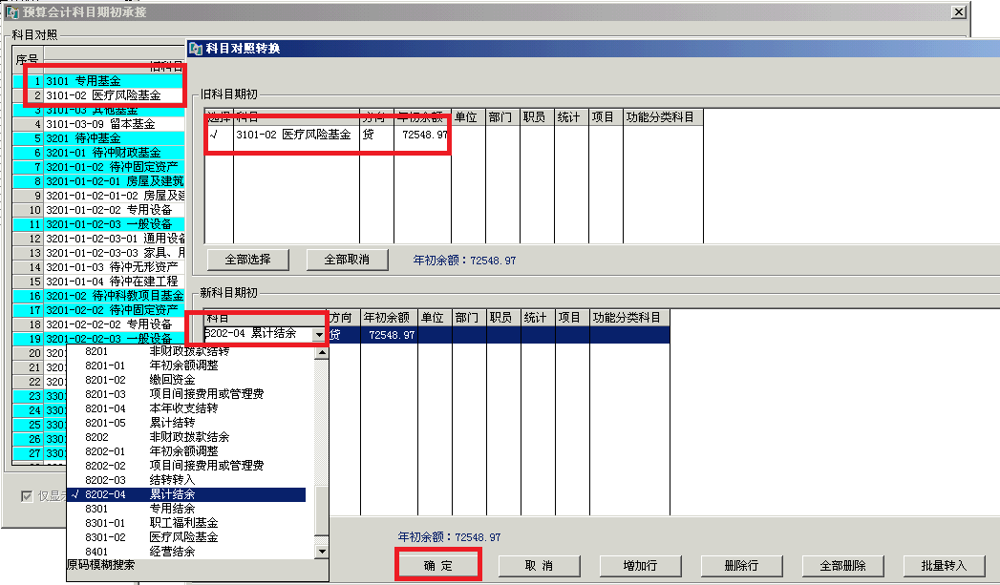 预算会计科目期初承接
科目对照
序号
旧科目
1 3101 专用基金
2 3101-02 医疗风险基金
3 3101-03 其他基金
4 3101-03-09 留本基金
5 3201 待冲基金
6 3201-01 待冲财政基金
7 3201-01-02 待冲固定资产
8 3201-01-02-01 房屋及建筑
9 3201-01-02-01-02 房屋及建
10 3201-01-02-02 专用设备
11 3201-01-02-03 一般设备
12 3201-01-02-03-01 通用设备
13 3201-01-02-03-03 家具、用
14 3201-01-03 待冲无形资产
15 3201-01-04 待冲在建工程
16 3201-02 待冲科教项目基金
17 3201-02-02 待冲固定资产
18 3201-02-02-02 专用设备
19 3201-02-02-03 一般设备
20 3201
21 3201
22 3201
23 3301
24 3301
25 3301
26 3301
27 3301
仅显示
科目对照转换
旧科目期初
选择 科目 方向 年初余额 单位 部门 职员 统计 项目 功能分类科目
√ 3101-02 医疗风险基金 贷 72548.97
全部选择 全部取消 年初余额：72548.97
新科目期初
科目 方向 年初余额 单位 部门 职员 统计 项目 功能分类科目
8202-04 累计结余 贷 72548.97
8201 非财政拨款结转
8201-01 年初余额调整
8201-02 缴回资金
8201-03 项目间接费用或管理费
8201-04 本年收支结转
8201-05 累计结转
8202 非财政拨款结余
8202-01 年初余额调整
8202-02 项目间接费用或管理费
8202-03 结转转入
√ 8202-04 累计结余
8301 专用结余
8301-01 职工福利基金
8301-02 医疗风险基金
8401 经营结余
原码模糊搜索
年初余额：72548.97
确 定 取 消 增加行 删除行 全部删除 批量转入